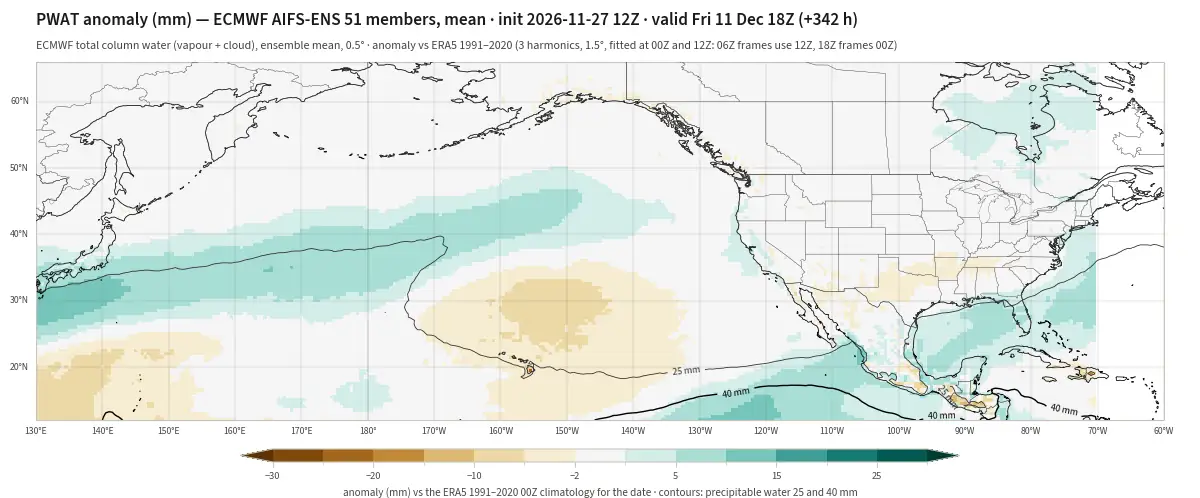 PWAT anomaly (mm) — ECMWF AIFS-ENS 51 members, mean · init 2026-11-27 12Z · valid Fri 11 Dec 18Z (+342 h)
ECMWF total column water (vapour + cloud), ensemble mean, 0.5° · anomaly vs ERA5 1991–2020 (3 harmonics, 1.5°, fitted at 00Z and 12Z: 06Z frames use 12Z, 18Z frames 00Z)
60°N
50°N
40°N
30°N
20°N
25 mm
40 mm
40 mm
40 mm
130°E 140°E 150°E 160°E 170°E 180° 170°W 160°W 150°W 140°W 130°W 120°W 110°W 100°W 90°W 80°W 70°W 60°W
−30 −20 −10 −2 5 15 25
anomaly (mm) vs the ERA5 1991–2020 00Z climatology for the date · contours: precipitable water 25 and 40 mm